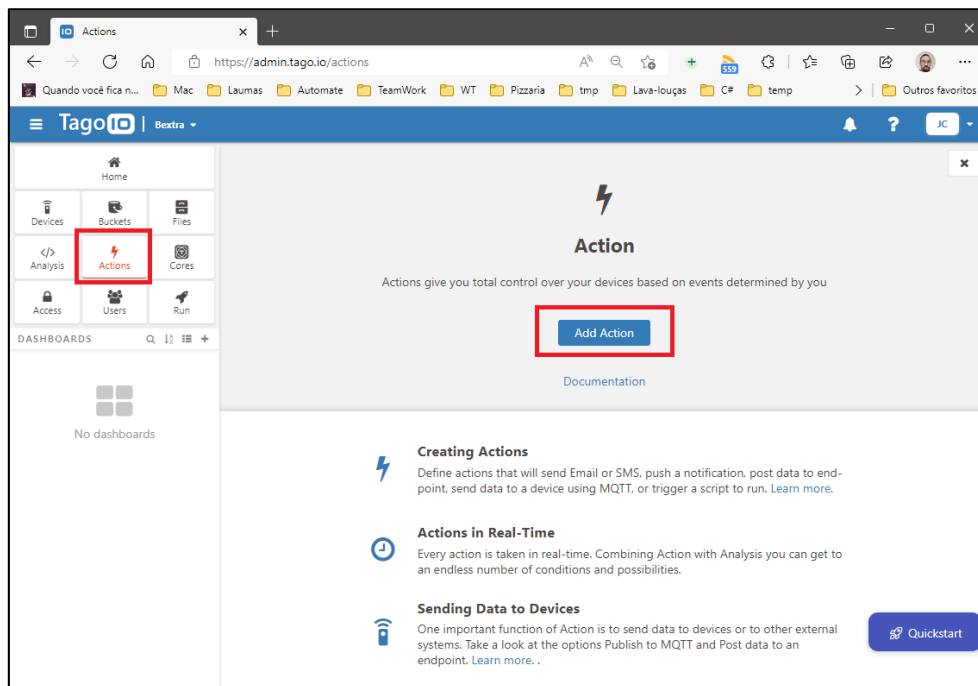 Actions
https://admin.tago.io/actions
559
Quando você fica n... Mac Laumas Automate TeamWork WT Pizzaria tmp Lava-louças C# temp Outros favoritos
TagoIO | Bextra
? JC
Home
Devices Buckets Files
Analysis Actions Cores
Access Users Run
DASHBOARDS
No dashboards
Action
Actions give you total control over your devices based on events determined by you
Add Action
Documentation
Creating Actions
Define actions that will send Email or SMS, push a notification, post data to end-
point, send data to a device using MQTT, or trigger a script to run. Learn more.
Actions in Real-Time
Every action is taken in real-time. Combining Action with Analysis you can get to
an endless number of conditions and possibilities.
Sending Data to Devices
One important function of Action is to send data to devices or to other external
systems. Take a look at the options Publish to MQTT and Post data to an
endpoint. Learn more. .
Quickstart